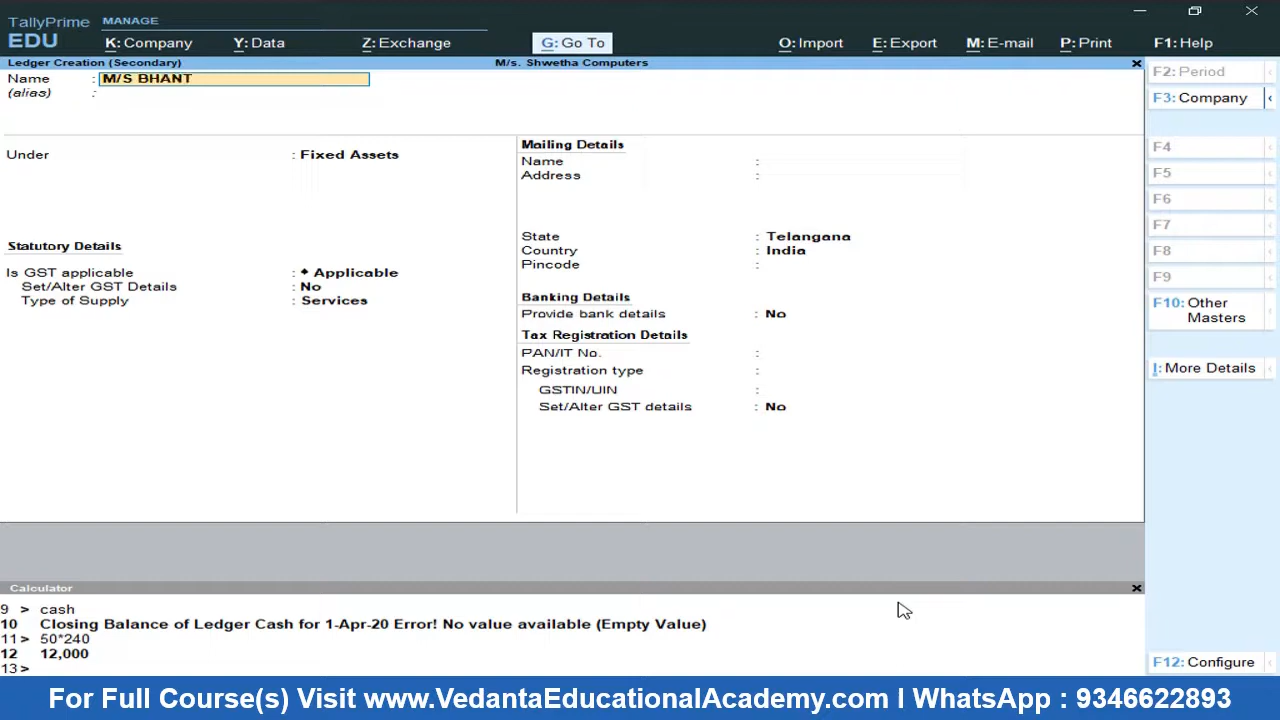 TallyPrime MANAGE
EDU K: Company Y: Data Z: Exchange G: Go To O: Import E: Export M: E-mail P: Print F1: Help
Ledger Creation (Secondary) M/s. Shwetha Computers
Name : M/S BHANT
(alias) :
Under : Fixed Assets
Statutory Details
Is GST applicable : ♦ Applicable
Set/Alter GST Details : No
Type of Supply : Services
Mailing Details
Name :
Address :
State : Telangana
Country : India
Pincode :
Banking Details
Provide bank details : No
Tax Registration Details
PAN/IT No. :
Registration type :
GSTIN/UIN :
Set/Alter GST details : No
F2: Period
F3: Company
F4
F5
F6
F7
F8
F9
F10: Other
Masters
I: More Details
F12: Configure
Calculator
9 > cash
10 Closing Balance of Ledger Cash for 1-Apr-20 Error! No value available (Empty Value)
11 > 50*240
12 12,000
13 >
For Full Course(s) Visit www.VedantaEducationalAcademy.com I WhatsApp : 9346622893